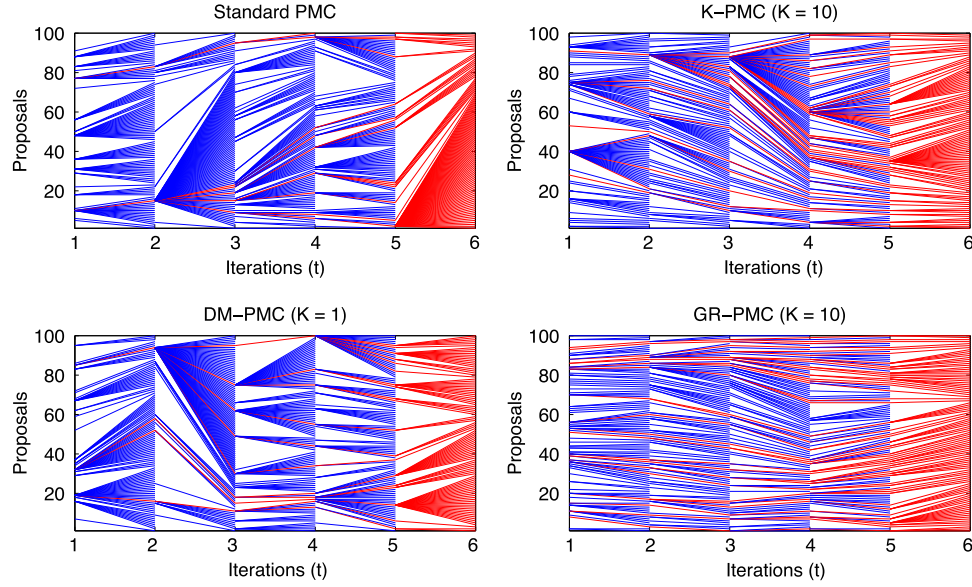 Standard PMC
100
80
60
40
20
Proposals
1 2 3 4 5 6
Iterations (t)
K−PMC (K = 10)
100
80
60
40
20
Proposals
1 2 3 4 5 6
Iterations (t)
DM−PMC (K = 1)
100
80
60
40
20
Proposals
1 2 3 4 5 6
Iterations (t)
GR−PMC (K = 10)
100
80
60
40
20
Proposals
1 2 3 4 5 6
Iterations (t)